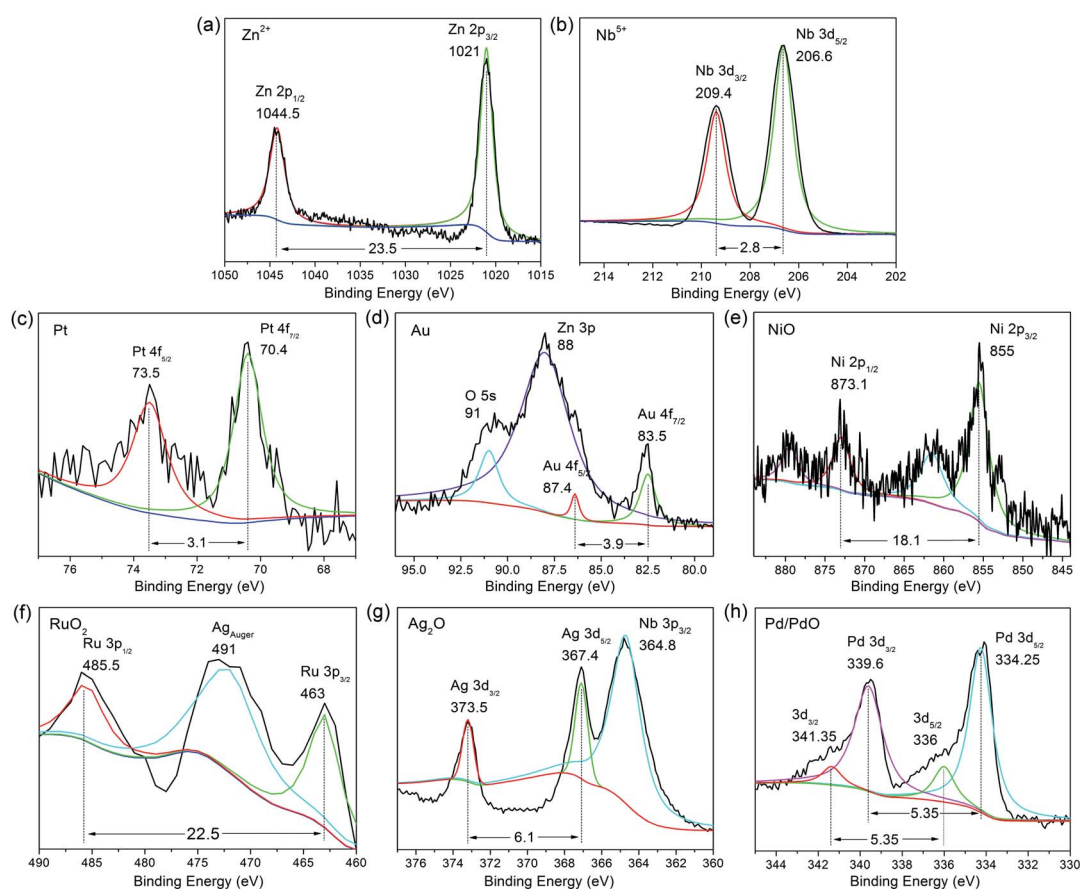 (a) Zn²⁺
Zn 2p₃/₂
1021
Zn 2p₁/₂
1044.5
23.5
1050 1045 1040 1035 1030 1025 1020 1015
Binding Energy (eV)
(b) Nb⁵⁺
Nb 3d₅/₂
206.6
Nb 3d₃/₂
209.4
2.8
214 212 210 208 206 204 202
Binding Energy (eV)
(c) Pt
Pt 4f₇/₂
70.4
Pt 4f₅/₂
73.5
3.1
76 74 72 70 68
Binding Energy (eV)
(d) Au
Zn 3p
88
O 5s
91
Au 4f₇/₂
83.5
Au 4f₅/₂
87.4
3.9
95.0 92.5 90.0 87.5 85.0 82.5 80.0
Binding Energy (eV)
(e) NiO
Ni 2p₃/₂
855
Ni 2p₁/₂
873.1
18.1
880 872 865 858 851 844
Binding Energy (eV)
(f) RuO₂
Ru 3p₁/₂
485.5
Ag Auger
491
Ru 3p₃/₂
463
22.5
490 485 480 475 470 465 460
Binding Energy (eV)
(g) Ag₂O
Nb 3p₃/₂
364.8
Ag 3d₅/₂
367.4
Ag 3d₃/₂
373.5
6.1
376 374 372 370 368 366 364 362 360
Binding Energy (eV)
(h) Pd/PdO
Pd 3d₃/₂
339.6
Pd 3d₅/₂
334.25
3d₃/₂
341.35
3d₅/₂
336
5.35
5.35
344 342 340 338 336 334 332 330
Binding Energy (eV)